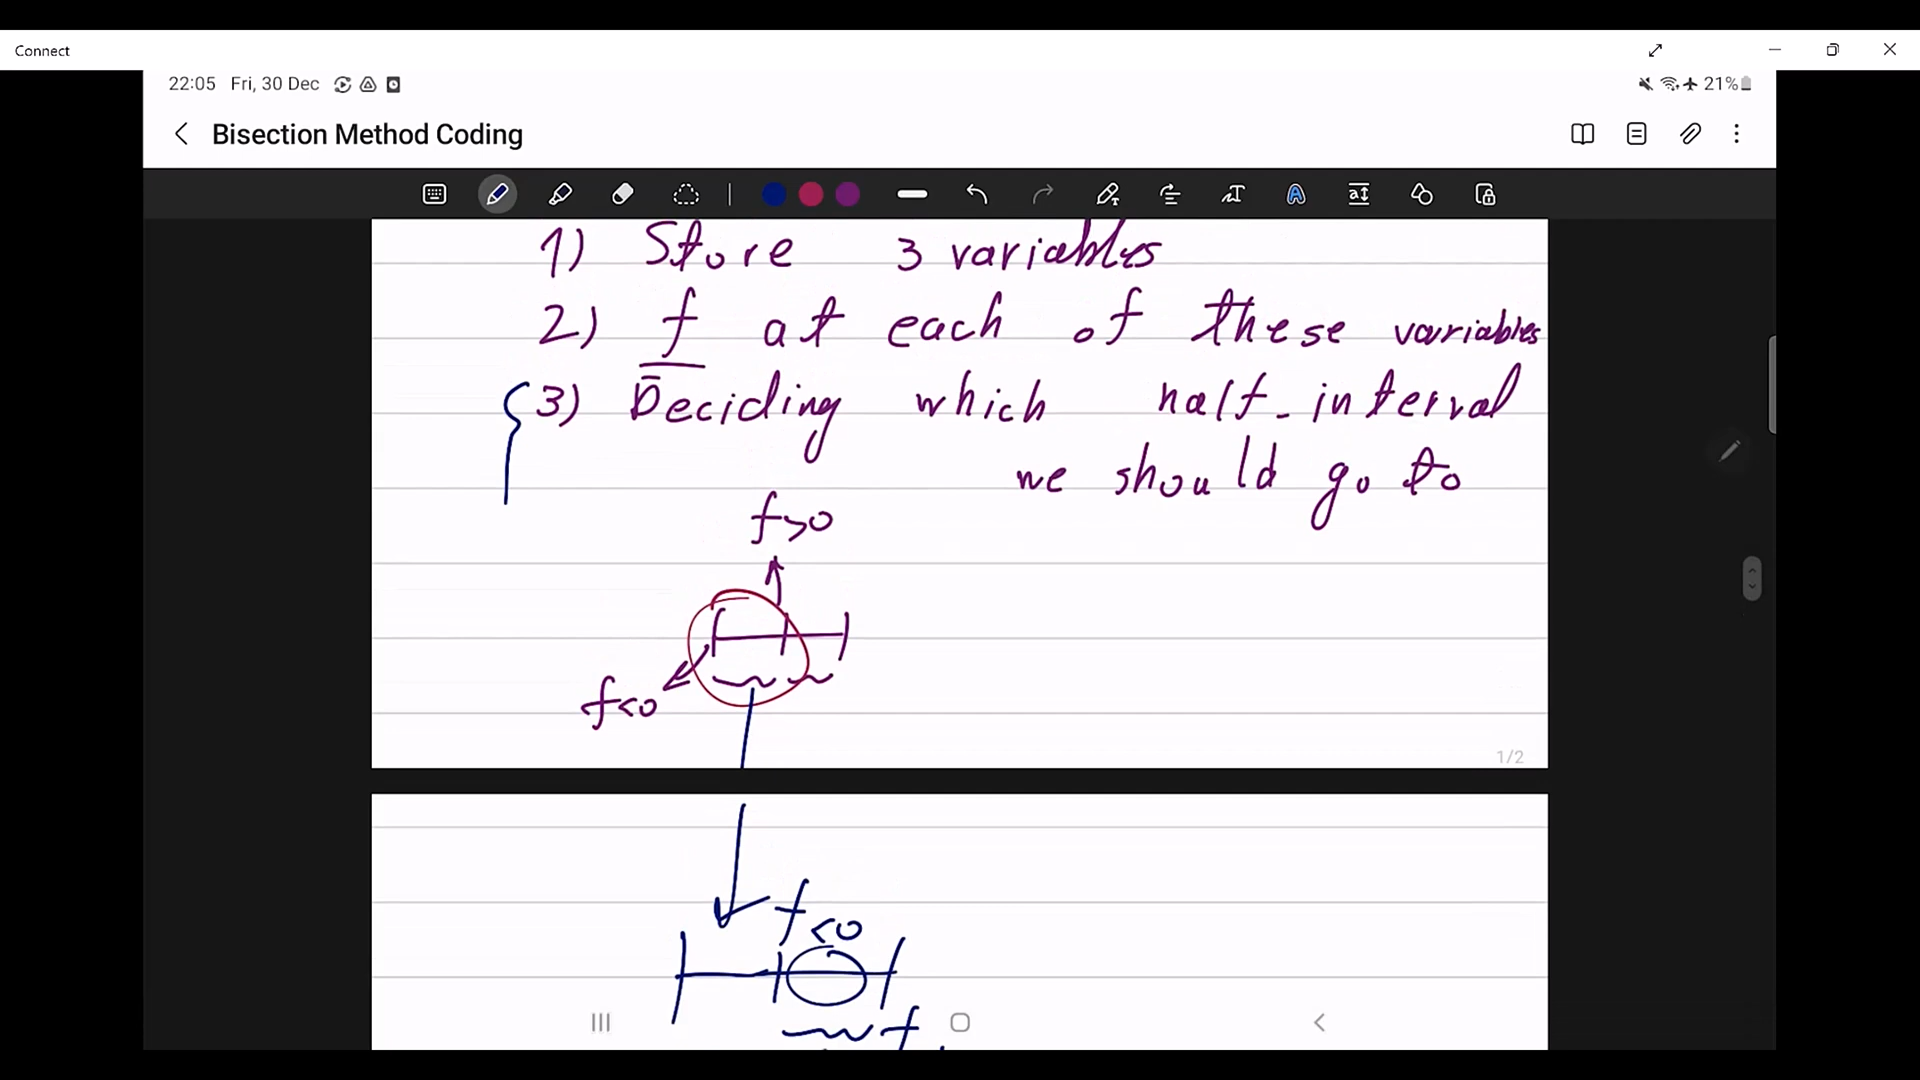 Connect
22:05 Fri, 30 Dec
21%
Bisection Method Coding
1) Store 3 variables
2) f at each of these variables
3) Deciding which half-interval
we should go to
f>0
f<0
1/2
f<0
f